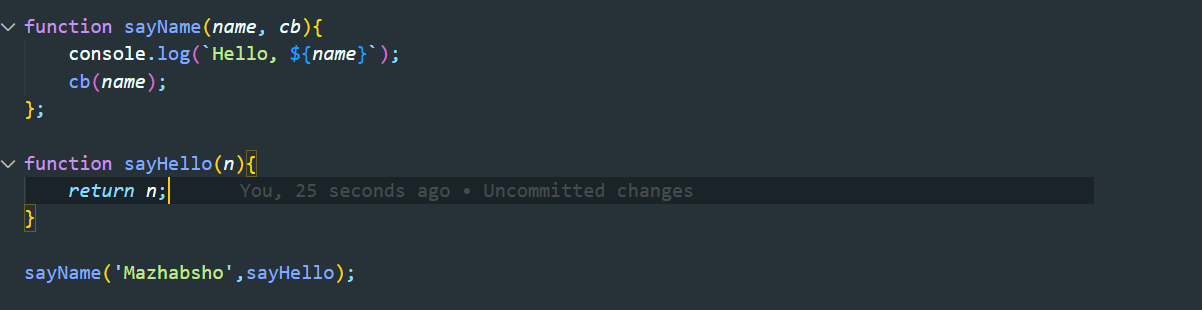 function sayName(name, cb){
    console.log(`Hello, ${name}`);
    cb(name);
};
function sayHello(n){
    return n;      You, 25 seconds ago • Uncommitted changes
}
sayName('Mazhabsho',sayHello);